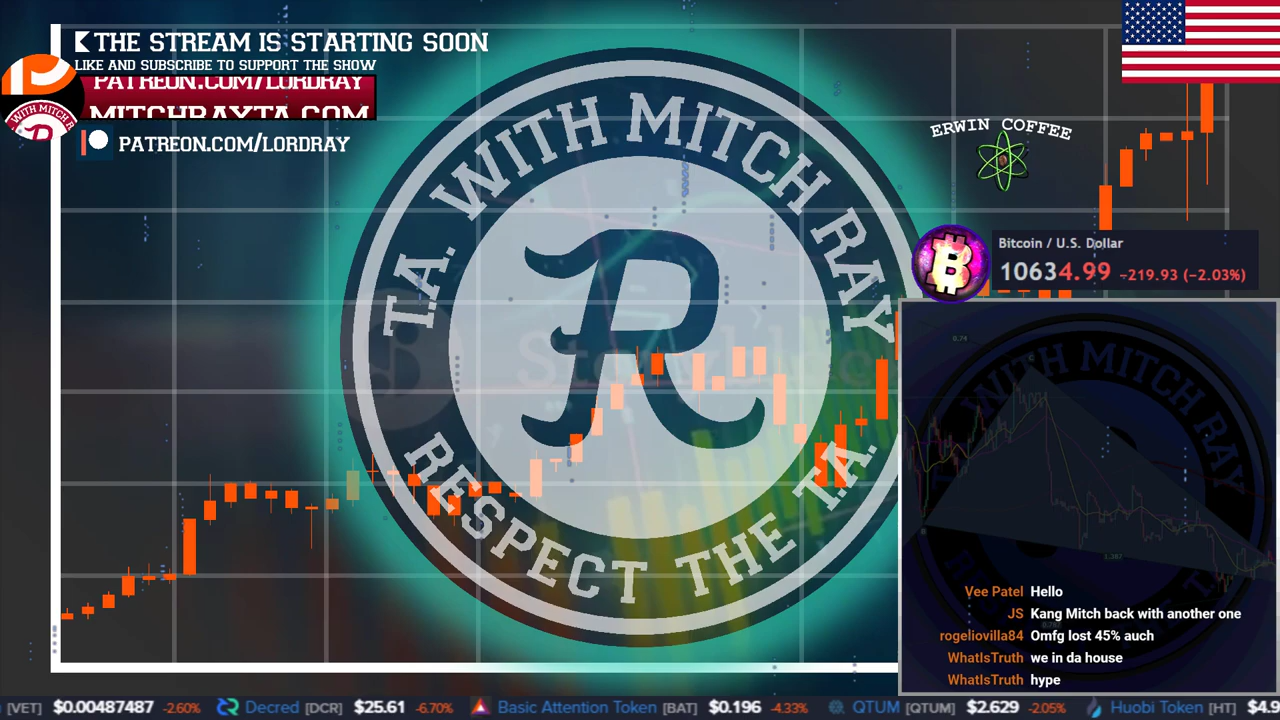 THE STREAM IS STARTING SOON
LIKE AND SUBSCRIBE TO SUPPORT THE SHOW
PATREON.COM/LORDRAY
MITCHRAYTA.COM
PATREON.COM/LORDRAY
T.A. WITH MITCH RAY
R
RESPECT THE T.A.
ERWIN COFFEE
Bitcoin / U.S. Dollar
10634.99 -219.93 (-2.03%)
WITH MITCH RAY
Vee Patel Hello
JS Kang Mitch back with another one
rogeliovilla84 Omfg lost 45% auch
WhatIsTruth we in da house
WhatIsTruth hype
[VET] $0.00487487 -2.60% Decred [DCR] $25.61 -6.70% Basic Attention Token [BAT] $0.196 -4.33% QTUM [QTUM] $2.629 -2.05% Huobi Token [HT] $4.9